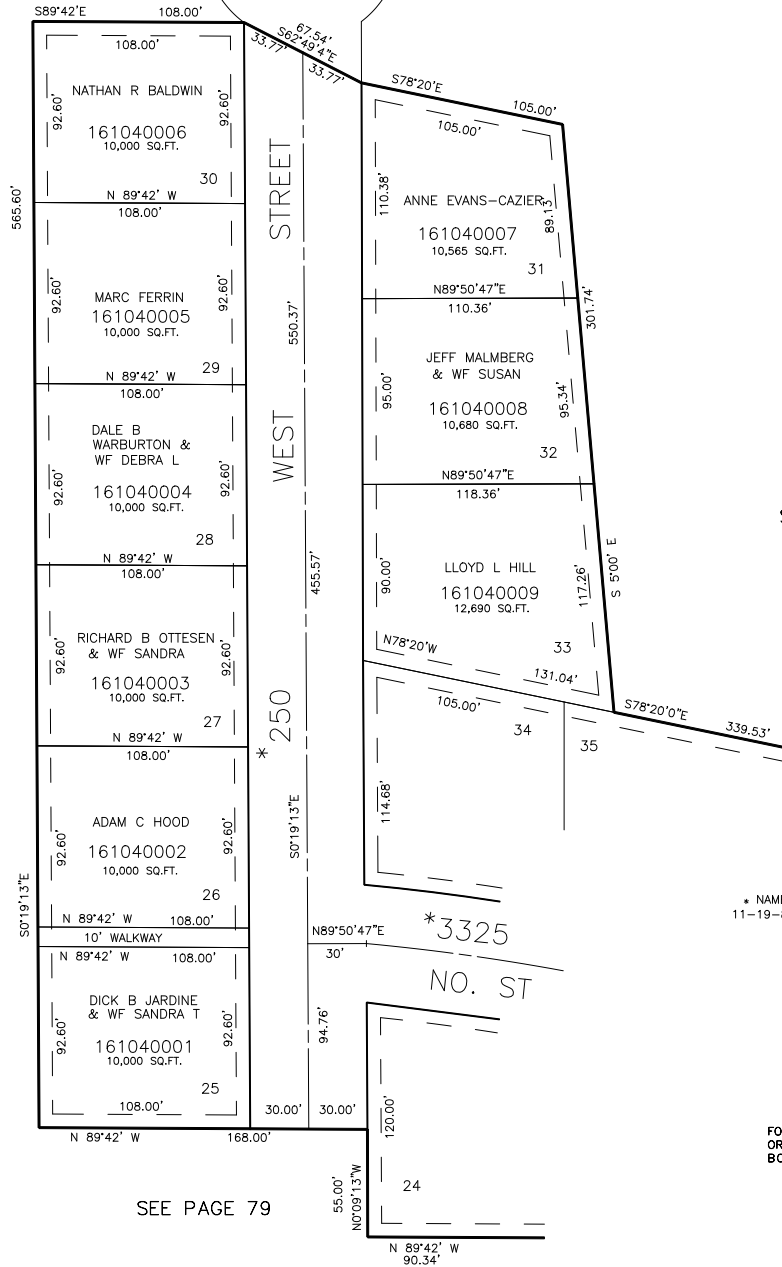 S89°42'E 108.00'
67.54'
S62°49'4"E
33.77'
33.77'
S78°20'E
105.00'
108.00'
92.60'
92.60'
NATHAN R BALDWIN
161040006
10,000 SQ.FT.
30
N 89°42' W
108.00'
565.60'
92.60'
92.60'
MARC FERRIN
161040005
10,000 SQ.FT.
29
N 89°42' W
108.00'
DALE B
WARBURTON &
WF DEBRA L
92.60'
92.60'
161040004
10,000 SQ.FT.
28
N 89°42' W
108.00'
RICHARD B OTTESEN
& WF SANDRA
92.60'
92.60'
161040003
10,000 SQ.FT.
27
N 89°42' W
108.00'
ADAM C HOOD
92.60'
92.60'
161040002
10,000 SQ.FT.
26
S0°19'13"E
N 89°42' W 108.00'
10' WALKWAY
N 89°42' W 108.00'
DICK B JARDINE
& WF SANDRA T
92.60'
92.60'
161040001
10,000 SQ.FT.
25
108.00'
N 89°42' W 168.00'
30.00'
30.00'
STREET
WEST
* 250
550.37'
455.57'
S0°19'13"E
94.76'
105.00'
110.38'
ANNE EVANS-CAZIER
89.13'
161040007
10,565 SQ.FT.
31
N89°50'47"E
110.36'
301.74'
JEFF MALMBERG
& WF SUSAN
95.00'
95.34'
161040008
10,680 SQ.FT.
32
N89°50'47"E
118.36'
LLOYD L HILL
90.00'
117.26'
161040009
12,690 SQ.FT.
33
S 5°00' E
N78°20'W
131.04'
105.00'
34
35
S78°20'0"E 339.53'
114.68'
N89°50'47"E
30'
*3325
NO. ST
* NAM
11-19-
120.00'
24
55.00'
N0°09'13"W
N 89°42' W
90.34'
FO
OR
BO
SEE PAGE 79